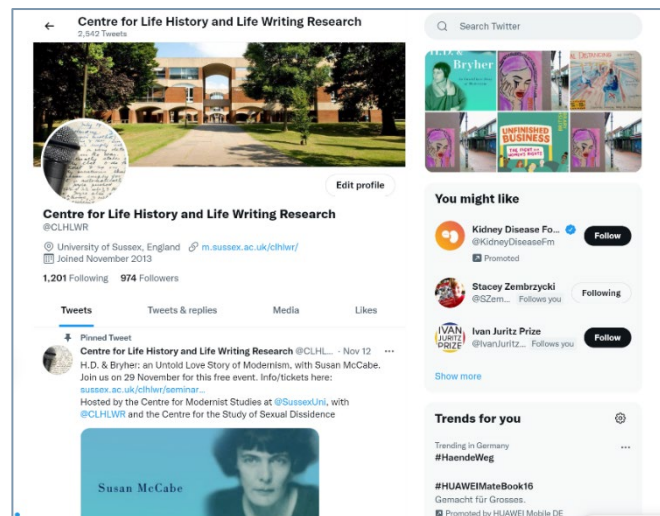 Centre for Life History and Life Writing Research
2,542 Tweets
Edit profile
Centre for Life History and Life Writing Research
@CLHLWR
University of Sussex, England m.sussex.ac.uk/clhlwr/
Joined November 2013
1,201 Following 974 Followers
Tweets Tweets & replies Media Likes
Pinned Tweet
Centre for Life History and Life Writing Research @CLHL... · Nov 12 ...
H.D. & Bryher: an Untold Love Story of Modernism, with Susan McCabe.
Join us on 29 November for this free event. Info/tickets here:
sussex.ac.uk/clhlwr/seminar...
Hosted by the Centre for Modernist Studies at @SussexUni, with
@CLHLWR and the Centre for the Study of Sexual Dissidence
Susan McCabe
Search Twitter
H.D. &
Bryher
UNFINISHED
BUSINESS
THE FIGHT FOR
WOMEN'S RIGHTS
You might like
Kidney Disease Fo...
@KidneyDiseaseFm
Follow
Promoted
Stacey Zembrzycki
@SZem... Follows you
Following
IVAN
JURITZ
PRIZE
Ivan Juritz Prize
@IvanJuritz... Follows you
Follow
Show more
Trends for you
Trending in Germany
...
#HaendeWeg
#HUAWEIMateBook16
Gemacht für Grosses.
Promoted by HUAWEI Mobile DE